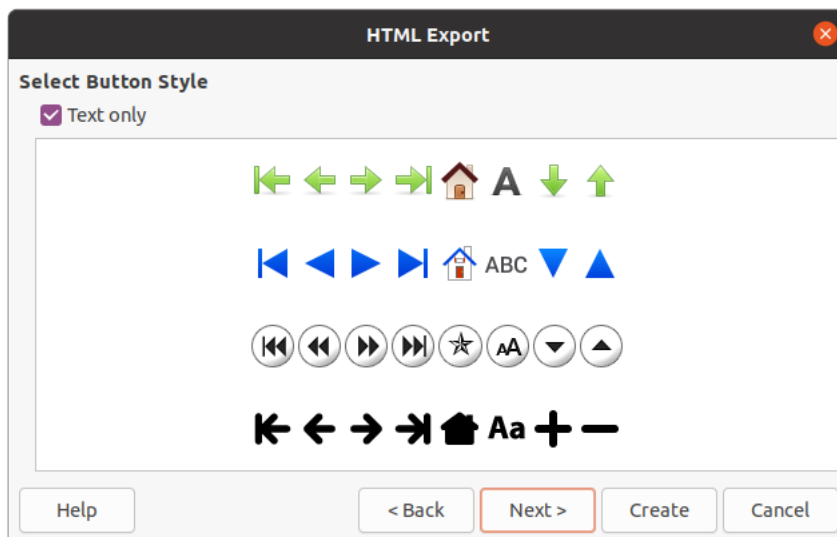 HTML Export
Select Button Style
Text only
A
ABC
AA
Aa
Help
< Back
Next >
Create
Cancel